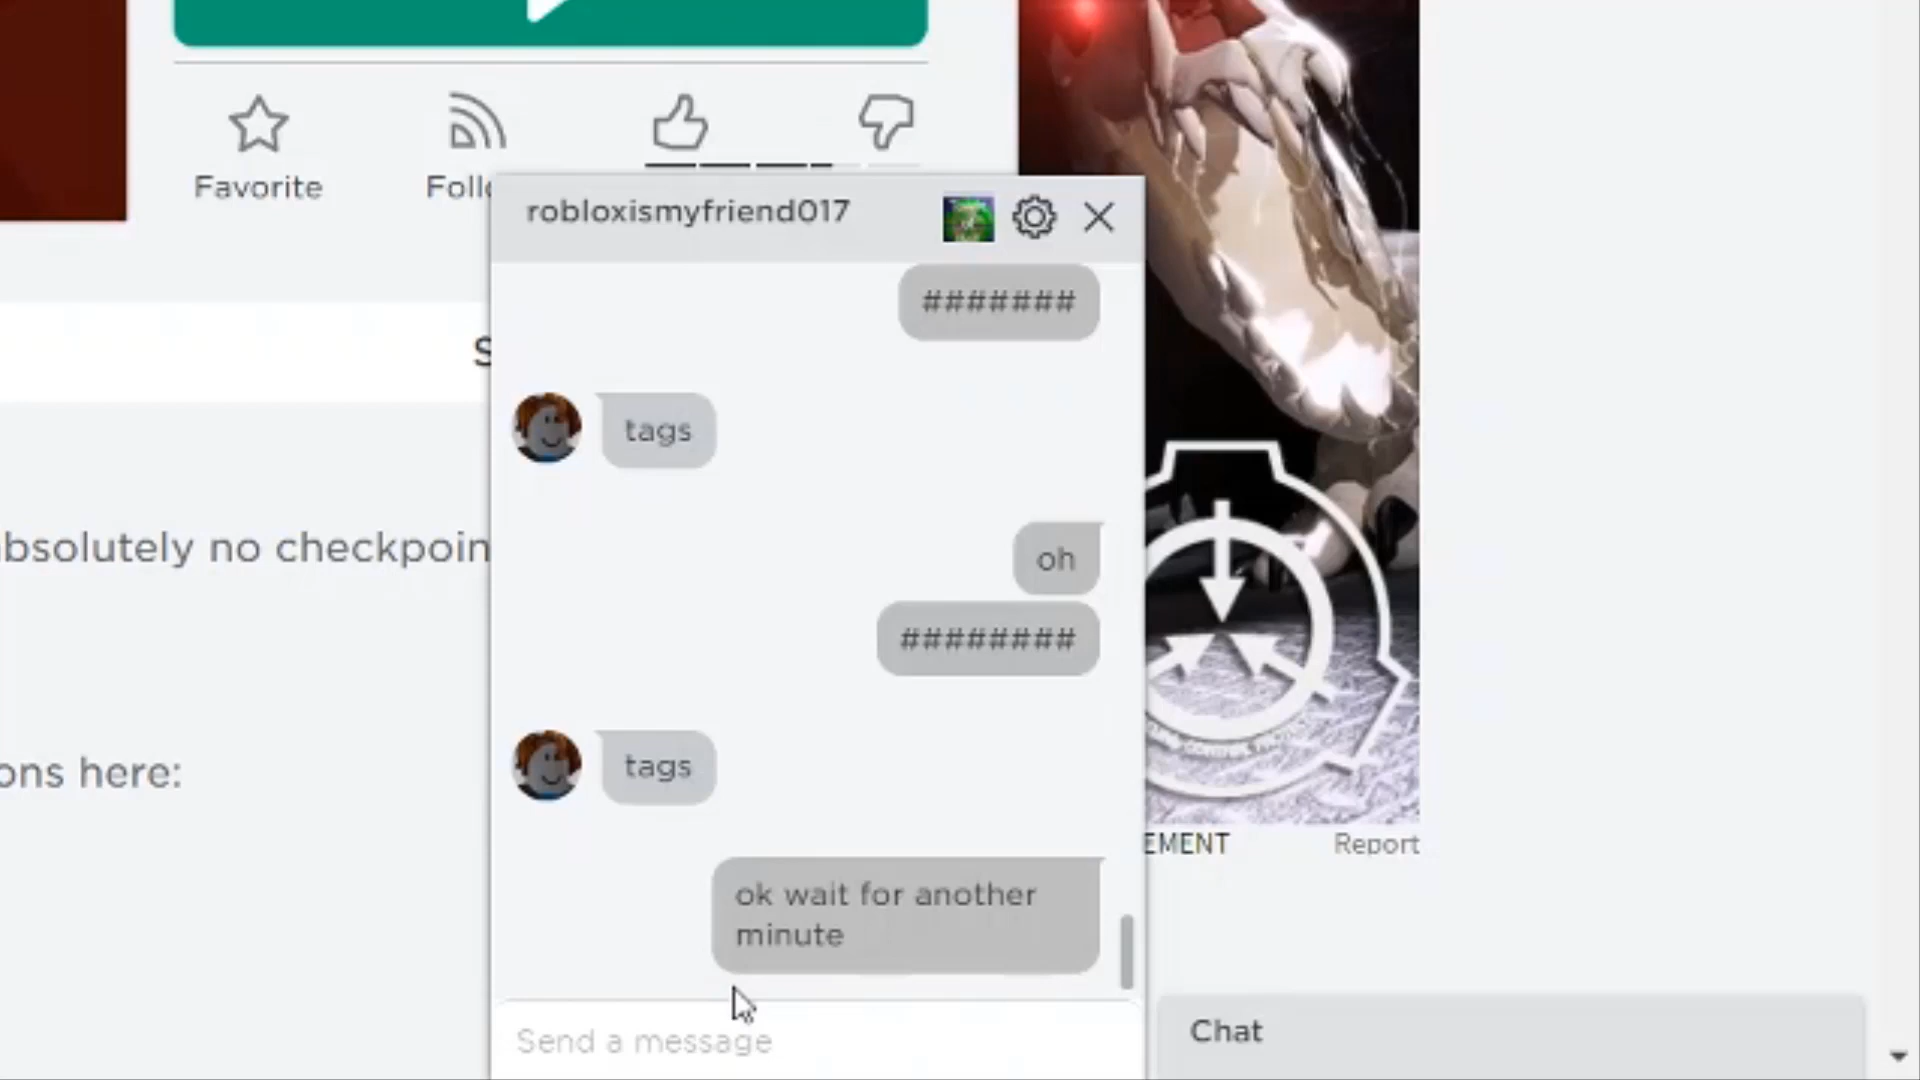 Favorite
Follo
robloxismyfriend017
#######
tags
oh
########
tags
ok wait for another
minute
Send a message
S
bsolutely no checkpoin
ons here:
EMENT
Report
Chat